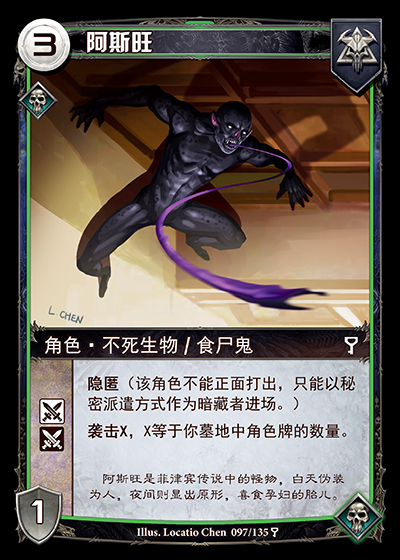 3
阿斯旺
L.CHEN
角色·不死生物/食尸鬼
隐匿（该角色不能正面打出，只能以秘
密派遣方式作为暗藏者进场。）
袭击X，X等于你墓地中角色牌的数量。
阿斯旺是菲律宾传说中的怪物，白天伪装
为人，夜间则显出原形，喜食孕妇的胎儿。
1
Illus. Locatio Chen 097/135